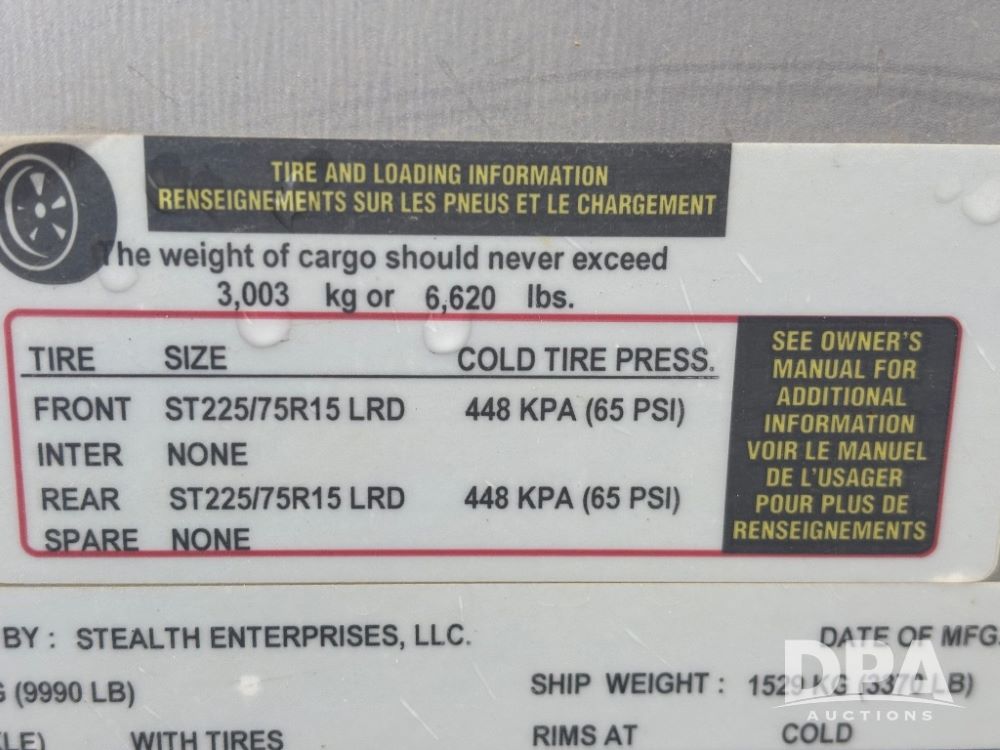 TIRE AND LOADING INFORMATION
RENSEIGNEMENTS SUR LES PNEUS ET LE CHARGEMENT
The weight of cargo should never exceed
3,003 kg or 6,620 lbs.
TIRE SIZE COLD TIRE PRESS.
FRONT ST225/75R15 LRD 448 KPA (65 PSI)
INTER NONE
REAR ST225/75R15 LRD 448 KPA (65 PSI)
SPARE NONE
SEE OWNER'S
MANUAL FOR
ADDITIONAL
INFORMATION
VOIR LE MANUEL
DE L'USAGER
POUR PLUS DE
RENSEIGNEMENTS
BY : STEALTH ENTERPRISES, LLC. DATE OF MFG.
(9990 LB) SHIP WEIGHT : 1529 KG (3370 LB)
WITH TIRES RIMS AT COLD
DPA
AUCTIONS